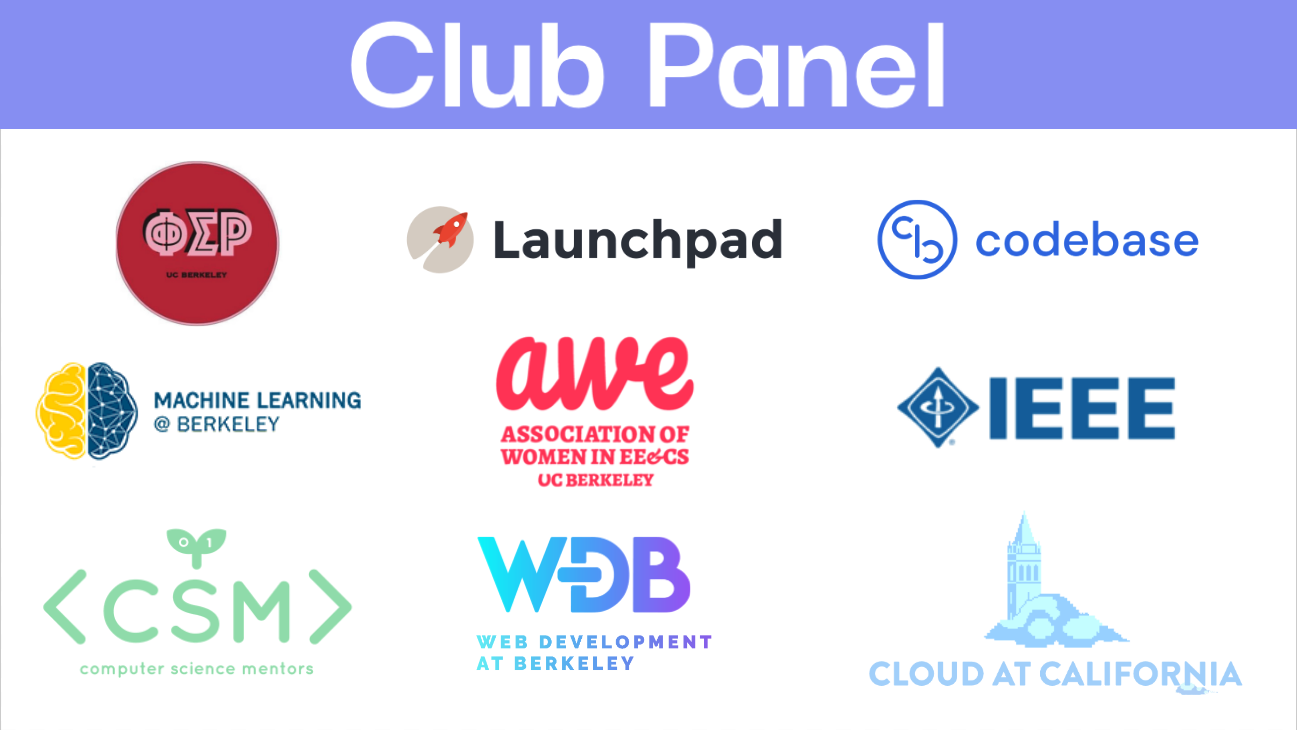 Club Panel
ΦΣΡ
UC BERKELEY
Launchpad
clb
codebase
MACHINE LEARNING
@ BERKELEY
awe
ASSOCIATION OF
WOMEN IN EE&CS
UC BERKELEY
®
IEEE
0 1
<CSM>
computer science mentors
WDB
WEB DEVELOPMENT
AT BERKELEY
CLOUD AT CALIFORNIA